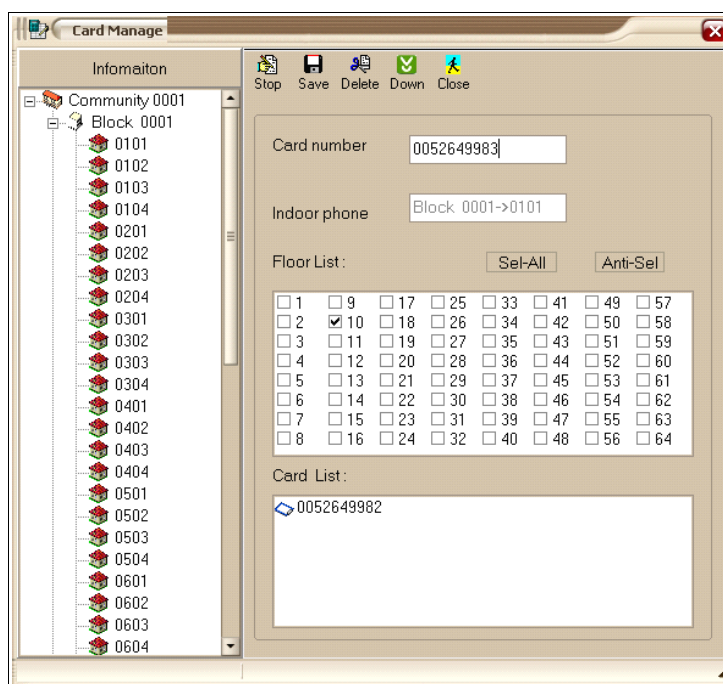 Card Manage
Infomaiton
Stop Save Delete Down Close
Community 0001
Block 0001
0101
0102
0103
0104
0201
0202
0203
0204
0301
0302
0303
0304
0401
0402
0403
0404
0501
0502
0503
0504
0601
0602
0603
0604
Card number 0052649983
Indoor phone Block 0001->0101
Floor List: Sel-All Anti-Sel
1 9 17 25 33 41 49 57
2 10 18 26 34 42 50 58
3 11 19 27 35 43 51 59
4 12 20 28 36 44 52 60
5 13 21 29 37 45 53 61
6 14 22 30 38 46 54 62
7 15 23 31 39 47 55 63
8 16 24 32 40 48 56 64
Card List:
0052649982